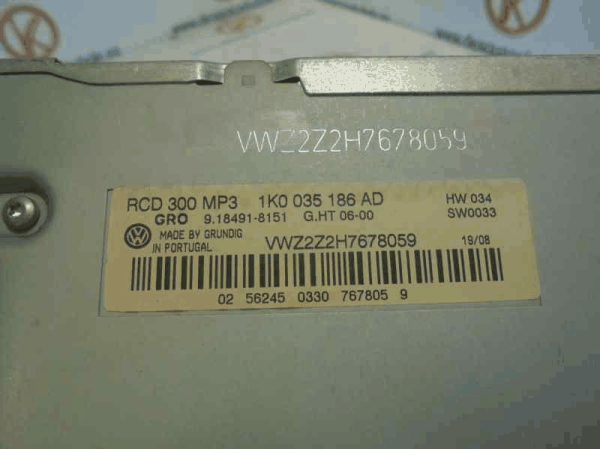 VWZ2Z2H7678059
RCD 300 MP3 1K0 035 186 AD HW 034
GRO 9.18491-8151 G.HT 06-00 SW0033
MADE BY GRUNDIG
IN PORTUGAL VWZ2Z2H7678059 19/08
02 56245 0330 767805 9